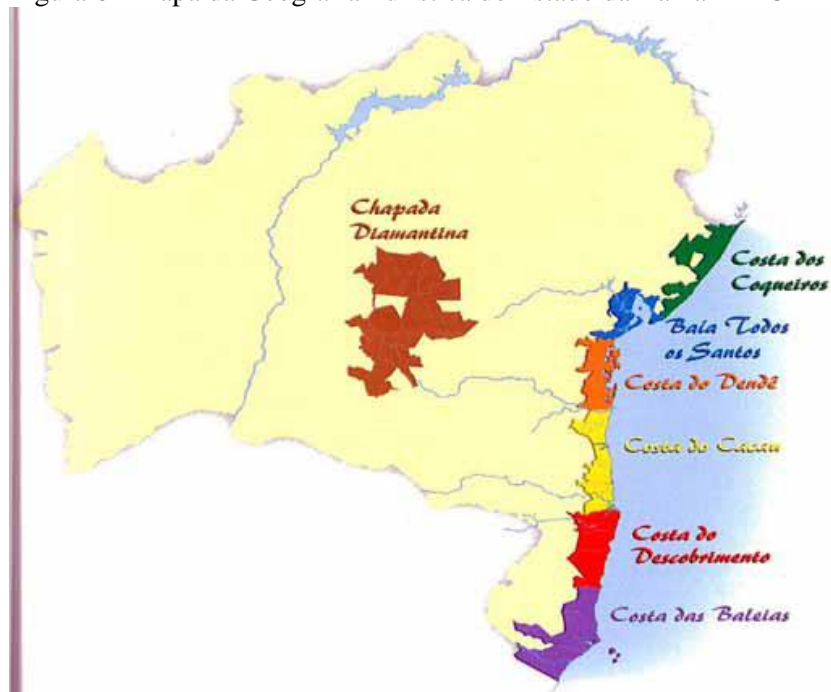 Chapada
Diamantina
Costa dos
Coqueiros
Baía Todos
os Santos
Costa do Dendê
Costa do Cacau
Costa do
Descobrimento
Costa das Baleias